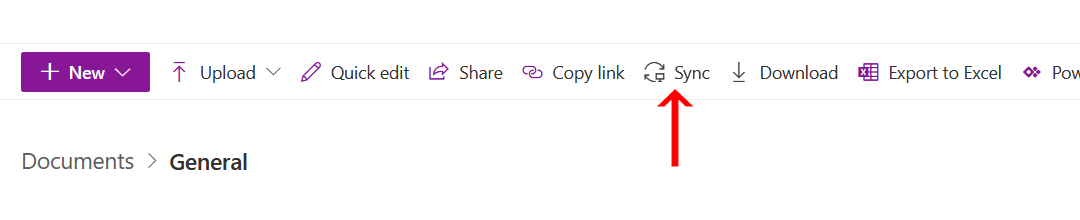 New Upload Quick edit Share Copy link Sync Download Export to Excel
Documents > General